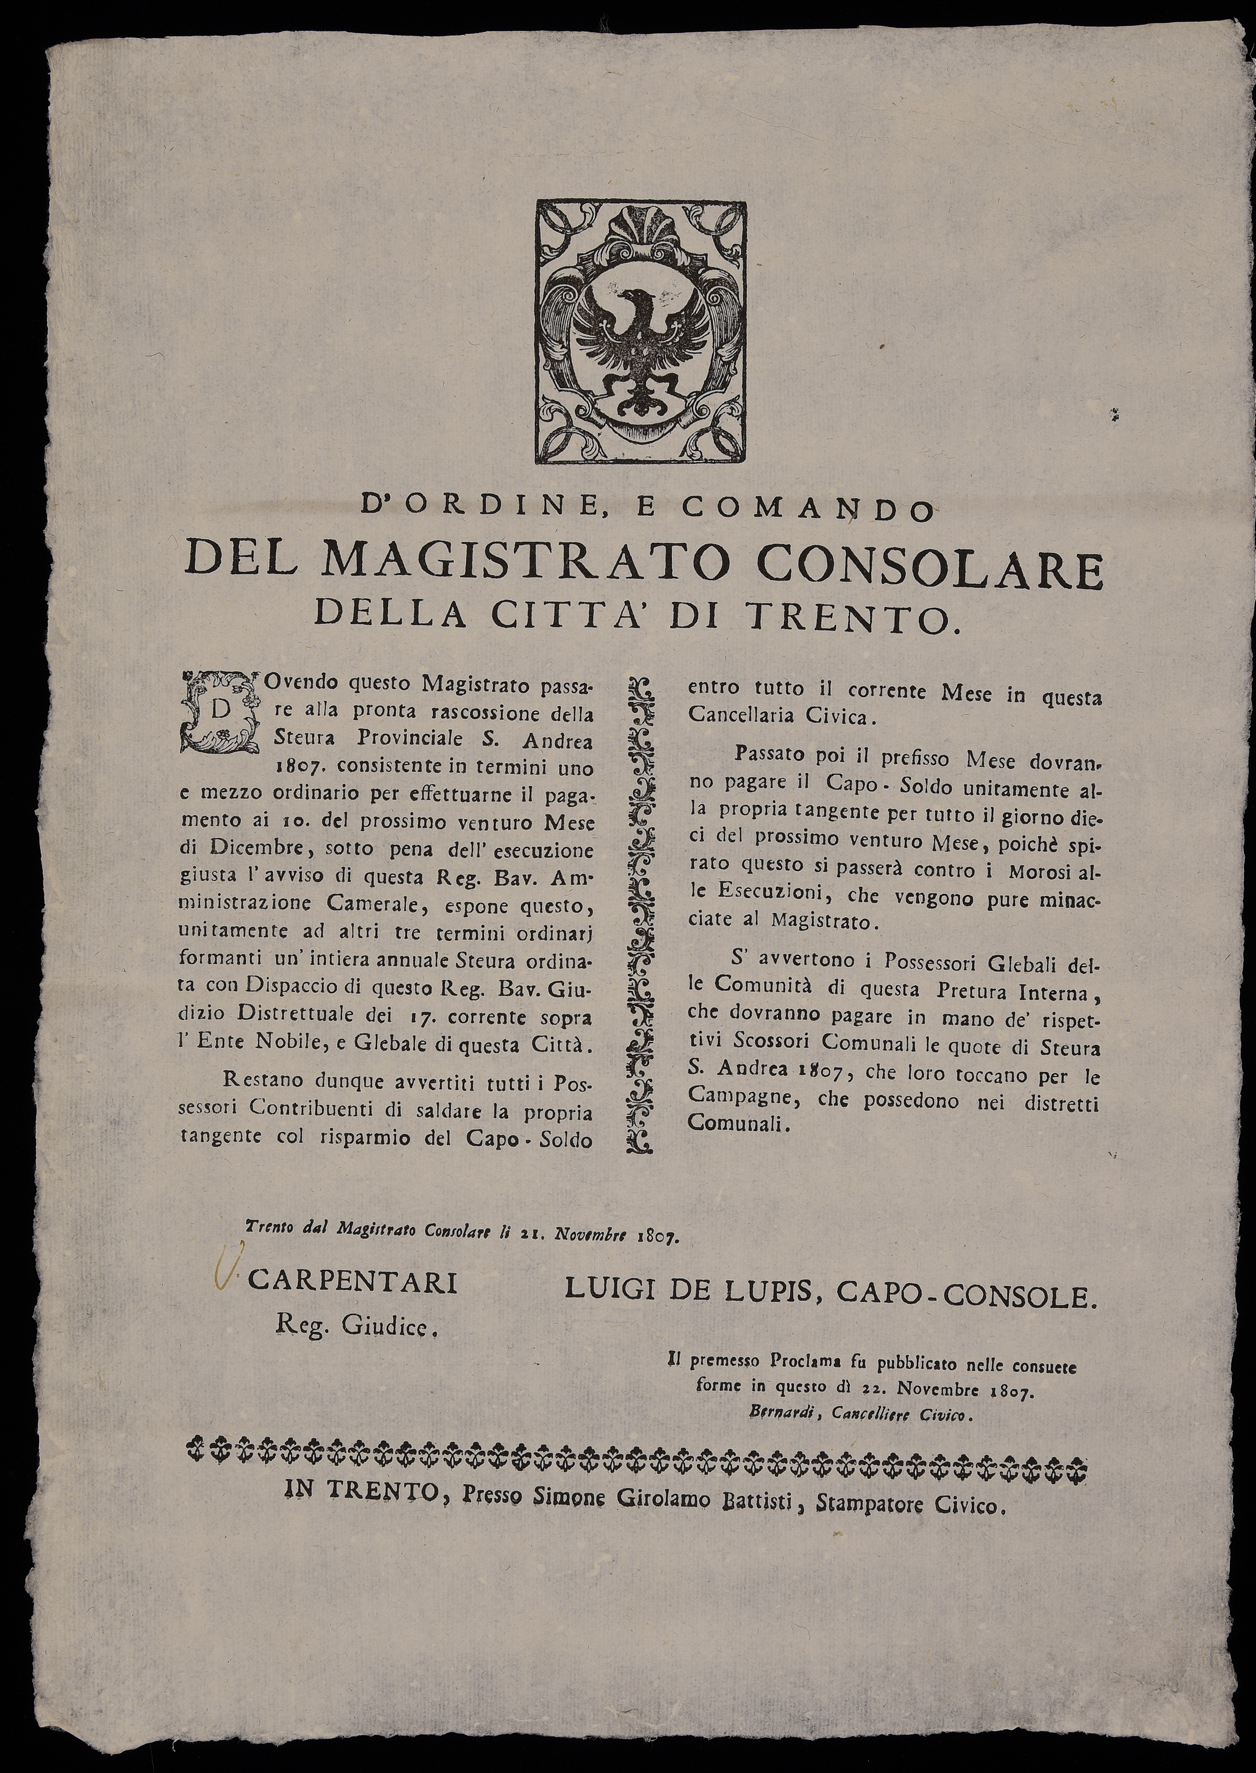 D'ORDINE, E COMANDO
DEL MAGISTRATO CONSOLARE
DELLA CITTA' DI TRENTO.
DOvendo questo Magistrato passa-
re alla pronta rascossione della
Steura Provinciale S. Andrea
1807. consistente in termini uno
e mezzo ordinario per effettuarne il paga-
mento ai 10. del prossimo venturo Mese
di Dicembre, sotto pena dell' esecuzione
giusta l'avviso di questa Reg. Bav. Am-
ministrazione Camerale, espone questo,
unitamente ad altri tre termini ordinarj
formanti un' intiera annuale Steura ordina-
ta con Dispaccio di questo Reg. Bav. Giu-
dizio Distrettuale dei 17. corrente sopra
l' Ente Nobile, e Glebale di questa Città.
Restano dunque avvertiti tutti i Pos-
sessori Contribuenti di saldare la propria
tangente col risparmio del Capo-Soldo
entro tutto il corrente Mese in questa
Cancellaria Civica.
Passato poi il prefisso Mese dovran-
no pagare il Capo-Soldo unitamente al-
la propria tangente per tutto il giorno die-
ci del prossimo venturo Mese, poichè spi-
rato questo si passerà contro i Morosi al-
le Esecuzioni, che vengono pure minac-
ciate al Magistrato.
S' avvertono i Possessori Glebali del-
le Comunità di questa Pretura Interna,
che dovranno pagare in mano de' rispet-
tivi Scossori Comunali le quote di Steura
S. Andrea 1807, che loro toccano per le
Campagne, che possedono nei distretti
Comunali.
Trento dal Magistrato Consolare li 21. Novembre 1807.
V. CARPENTARI
Reg. Giudice.
LUIGI DE LUPIS, CAPO-CONSOLE.
Il premesso Proclama fu pubblicato nelle consuete
forme in questo dì 22. Novembre 1807.
Bernardi, Cancelliere Civico.
IN TRENTO, Presso Simone Girolamo Battisti, Stampatore Civico.